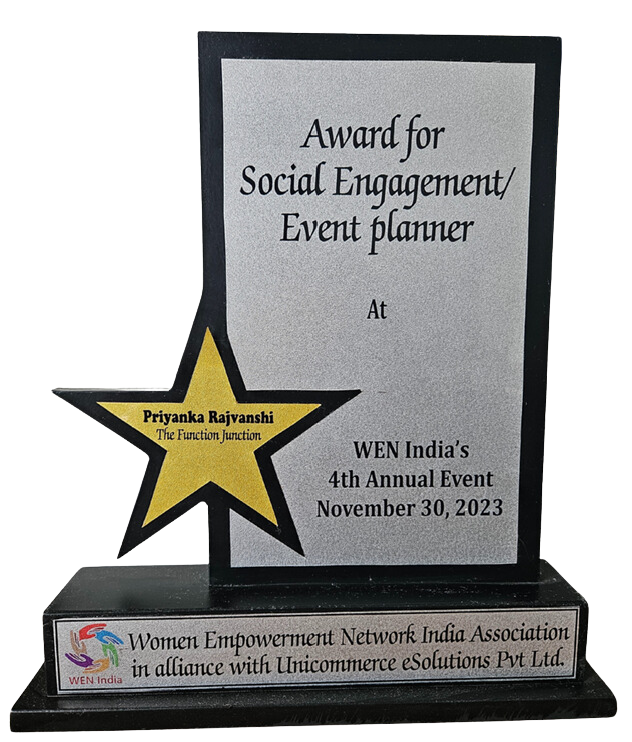 Award for
Social Engagement/
Event planner
At
Priyanka Rajvanshi
The Function Junction
WEN India's
4th Annual Event
November 30, 2023
Women Empowerment Network India Association
in alliance with Unicommerce eSolutions Pvt Ltd.
WEN India